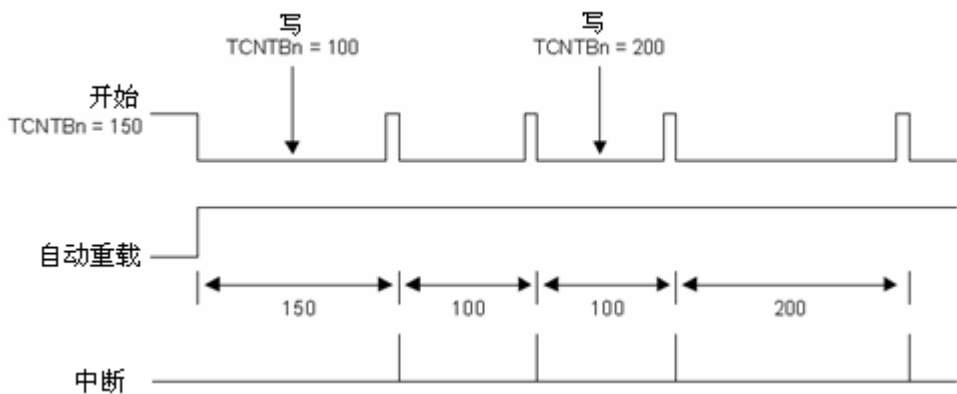 写
TCNTBn = 100
写
TCNTBn = 200
开始
TCNTBn = 150
自动重载
150
100
100
200
中断